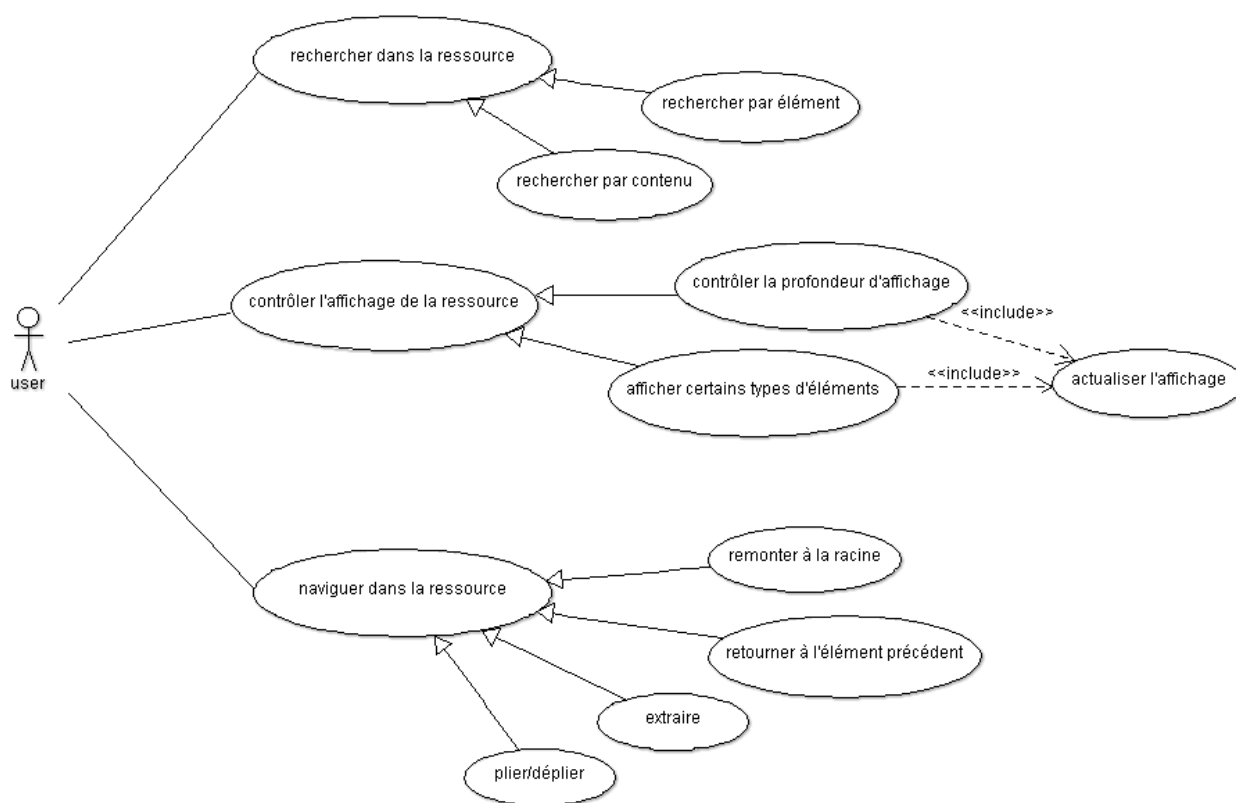 rechercher dans la ressource
rechercher par élément
rechercher par contenu
contrôler la profondeur d'affichage
contrôler l'affichage de la ressource
<<include>>
user
afficher certains types d'éléments
<<include>>
actualiser l'affichage
remonter à la racine
naviguer dans la ressource
retourner à l'élément précédent
extraire
plier/déplier